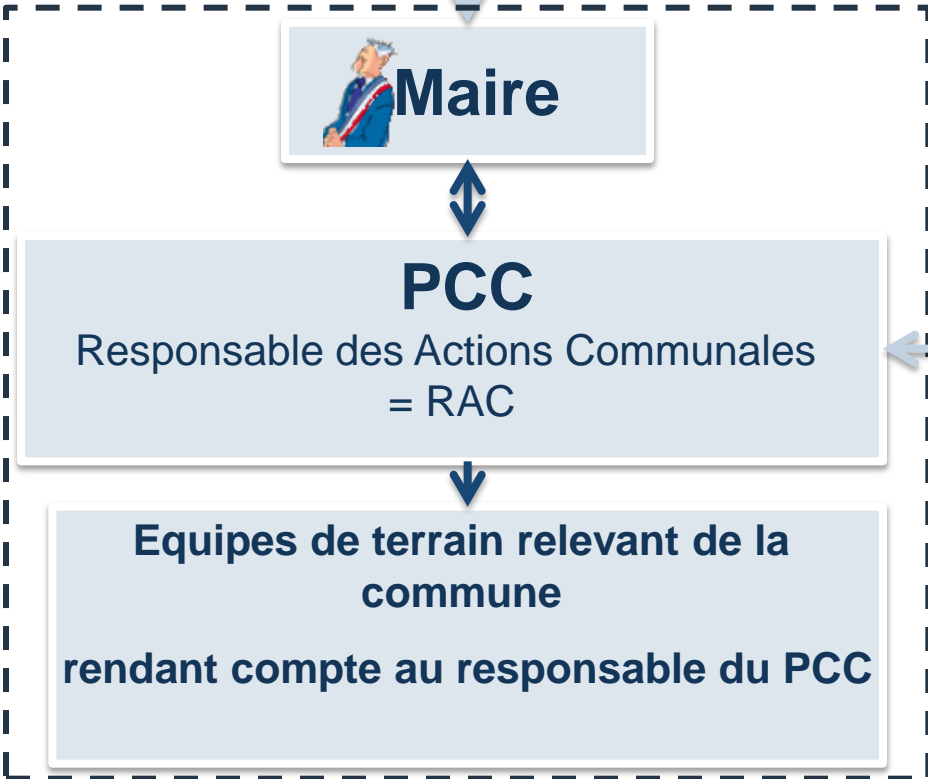 Maire
PCC
Responsable des Actions Communales
= RAC
Equipes de terrain relevant de la
commune
rendant compte au responsable du PCC